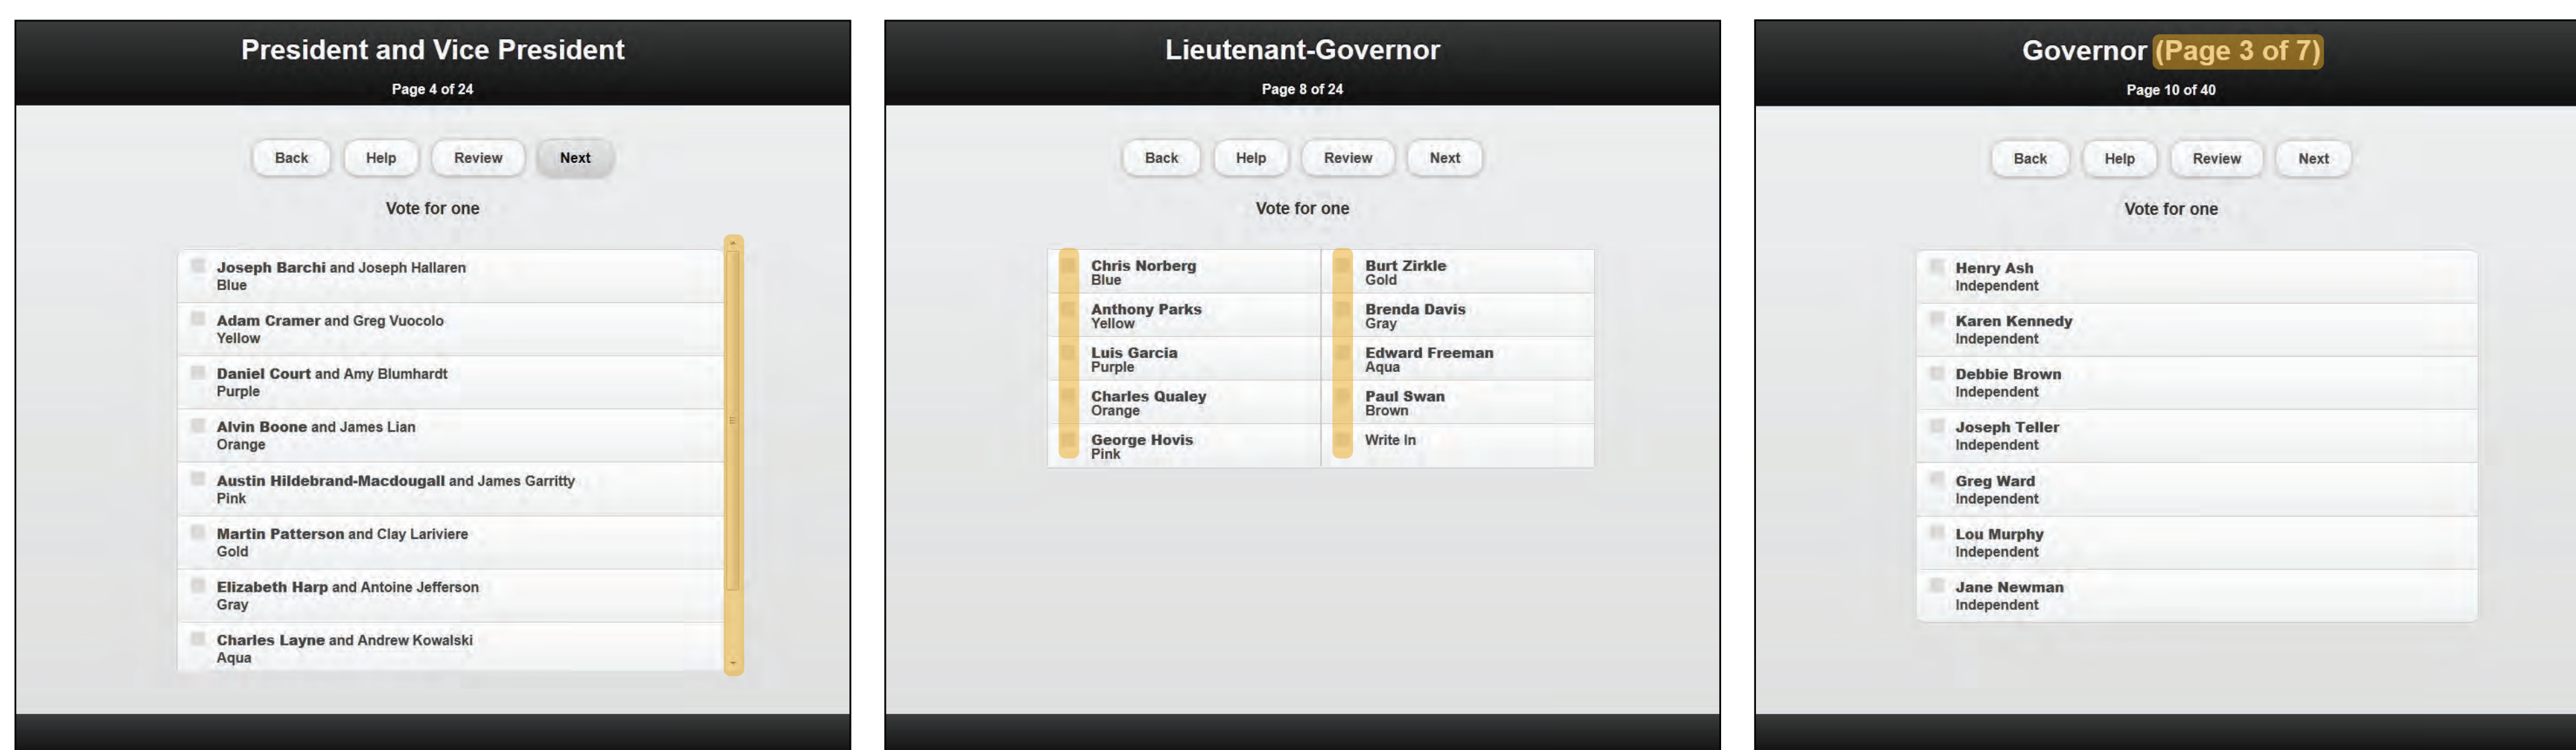 President and Vice President
Page 4 of 24
Back Help Review Next
Vote for one
Joseph Barchi and Joseph Hallaren
Blue
Adam Cramer and Greg Vuocolo
Yellow
Daniel Court and Amy Blumhardt
Purple
Alvin Boone and James Lian
Orange
Austin Hildebrand-Macdougall and James Garritty
Pink
Martin Patterson and Clay Lariviere
Gold
Elizabeth Harp and Antoine Jefferson
Gray
Charles Layne and Andrew Kowalski
Aqua
Lieutenant-Governor
Page 8 of 24
Back Help Review Next
Vote for one
Chris Norberg
Blue
Anthony Parks
Yellow
Luis Garcia
Purple
Charles Qualey
Orange
George Hovis
Pink
Burt Zirkle
Gold
Brenda Davis
Gray
Edward Freeman
Aqua
Paul Swan
Brown
Write In
Governor (Page 3 of 7)
Page 10 of 40
Back Help Review Next
Vote for one
Henry Ash
Independent
Karen Kennedy
Independent
Debbie Brown
Independent
Joseph Teller
Independent
Greg Ward
Independent
Lou Murphy
Independent
Jane Newman
Independent